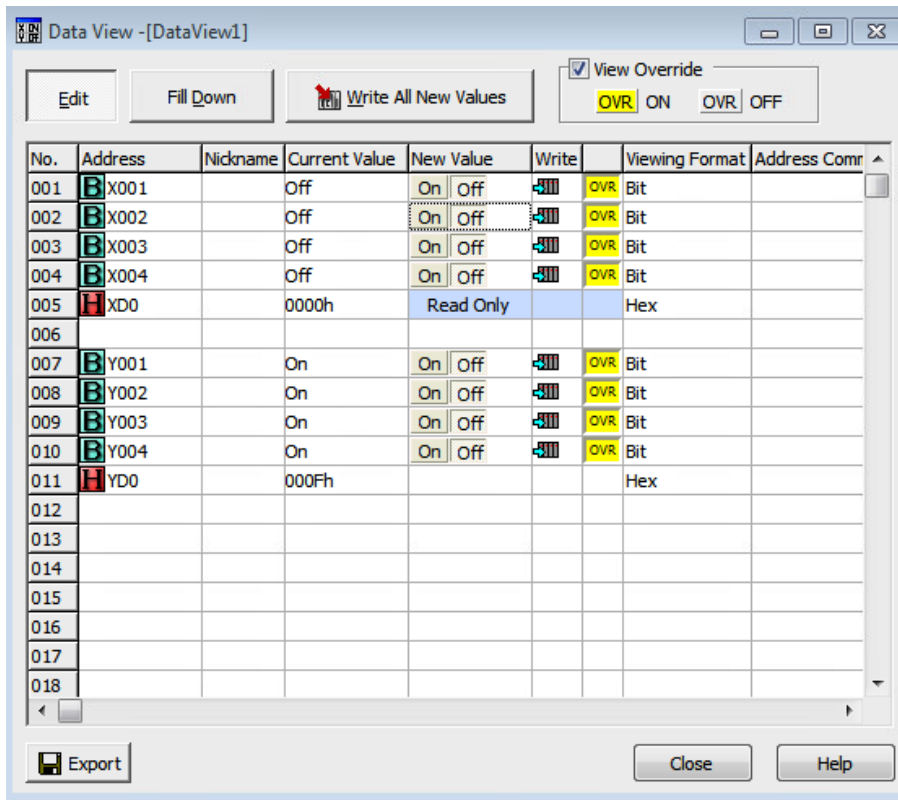 Data View -[DataView1]
Edit Fill Down Write All New Values View Override
OVR ON OVR OFF
No. Address Nickname Current Value New Value Write Viewing Format Address Comm
001 B X001 Off On Off OVR Bit
002 B X002 Off On Off OVR Bit
003 B X003 Off On Off OVR Bit
004 B X004 Off On Off OVR Bit
005 H XD0 0000h Read Only Hex
006
007 B Y001 On On Off OVR Bit
008 B Y002 On On Off OVR Bit
009 B Y003 On On Off OVR Bit
010 B Y004 On On Off OVR Bit
011 H YD0 000Fh Hex
012
013
014
015
016
017
018
Export Close Help